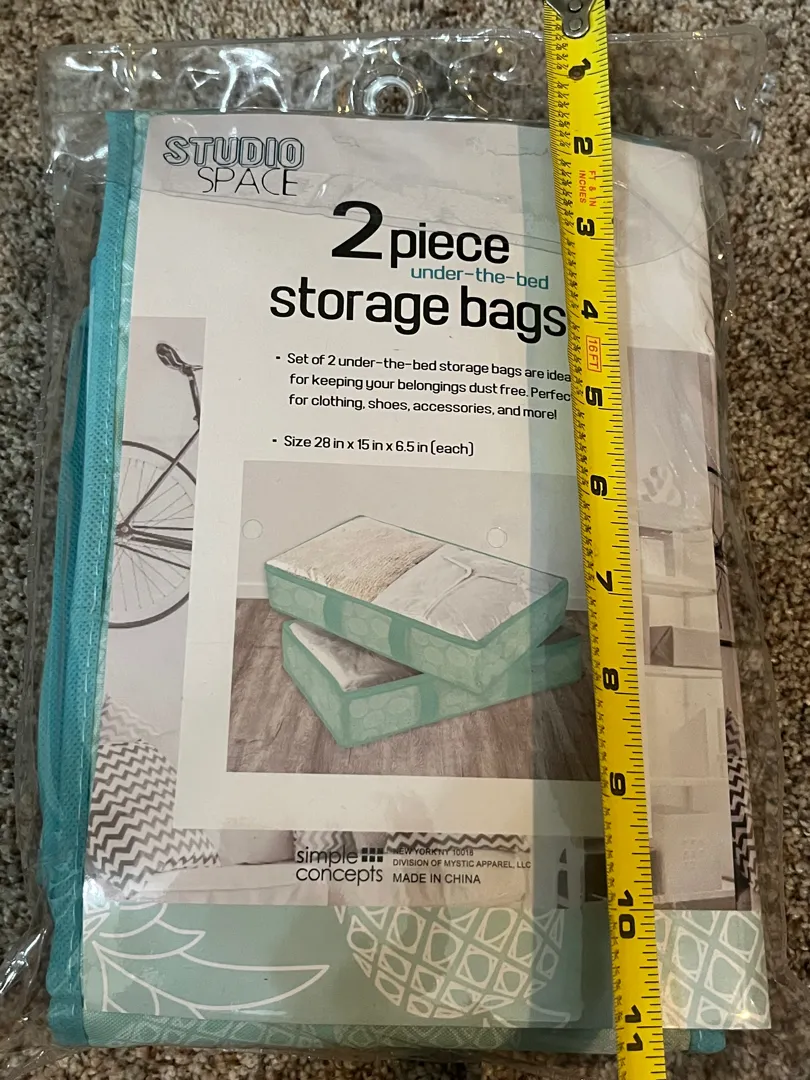 STUDIO
SPACE
2 piece
under-the-bed
storage bags
• Set of 2 under-the-bed storage bags are idea
for keeping your belongings dust free. Perfec
for clothing, shoes, accessories, and more!
• Size 28 in x 15 in x 6.5 in (each)
simple
concepts
NEW YORK NY 10018
DIVISION OF MYSTIC APPAREL, LLC
MADE IN CHINA
1
2
FT & IN
INCHES
3
4
16FT
5
6
7
8
9
10
11